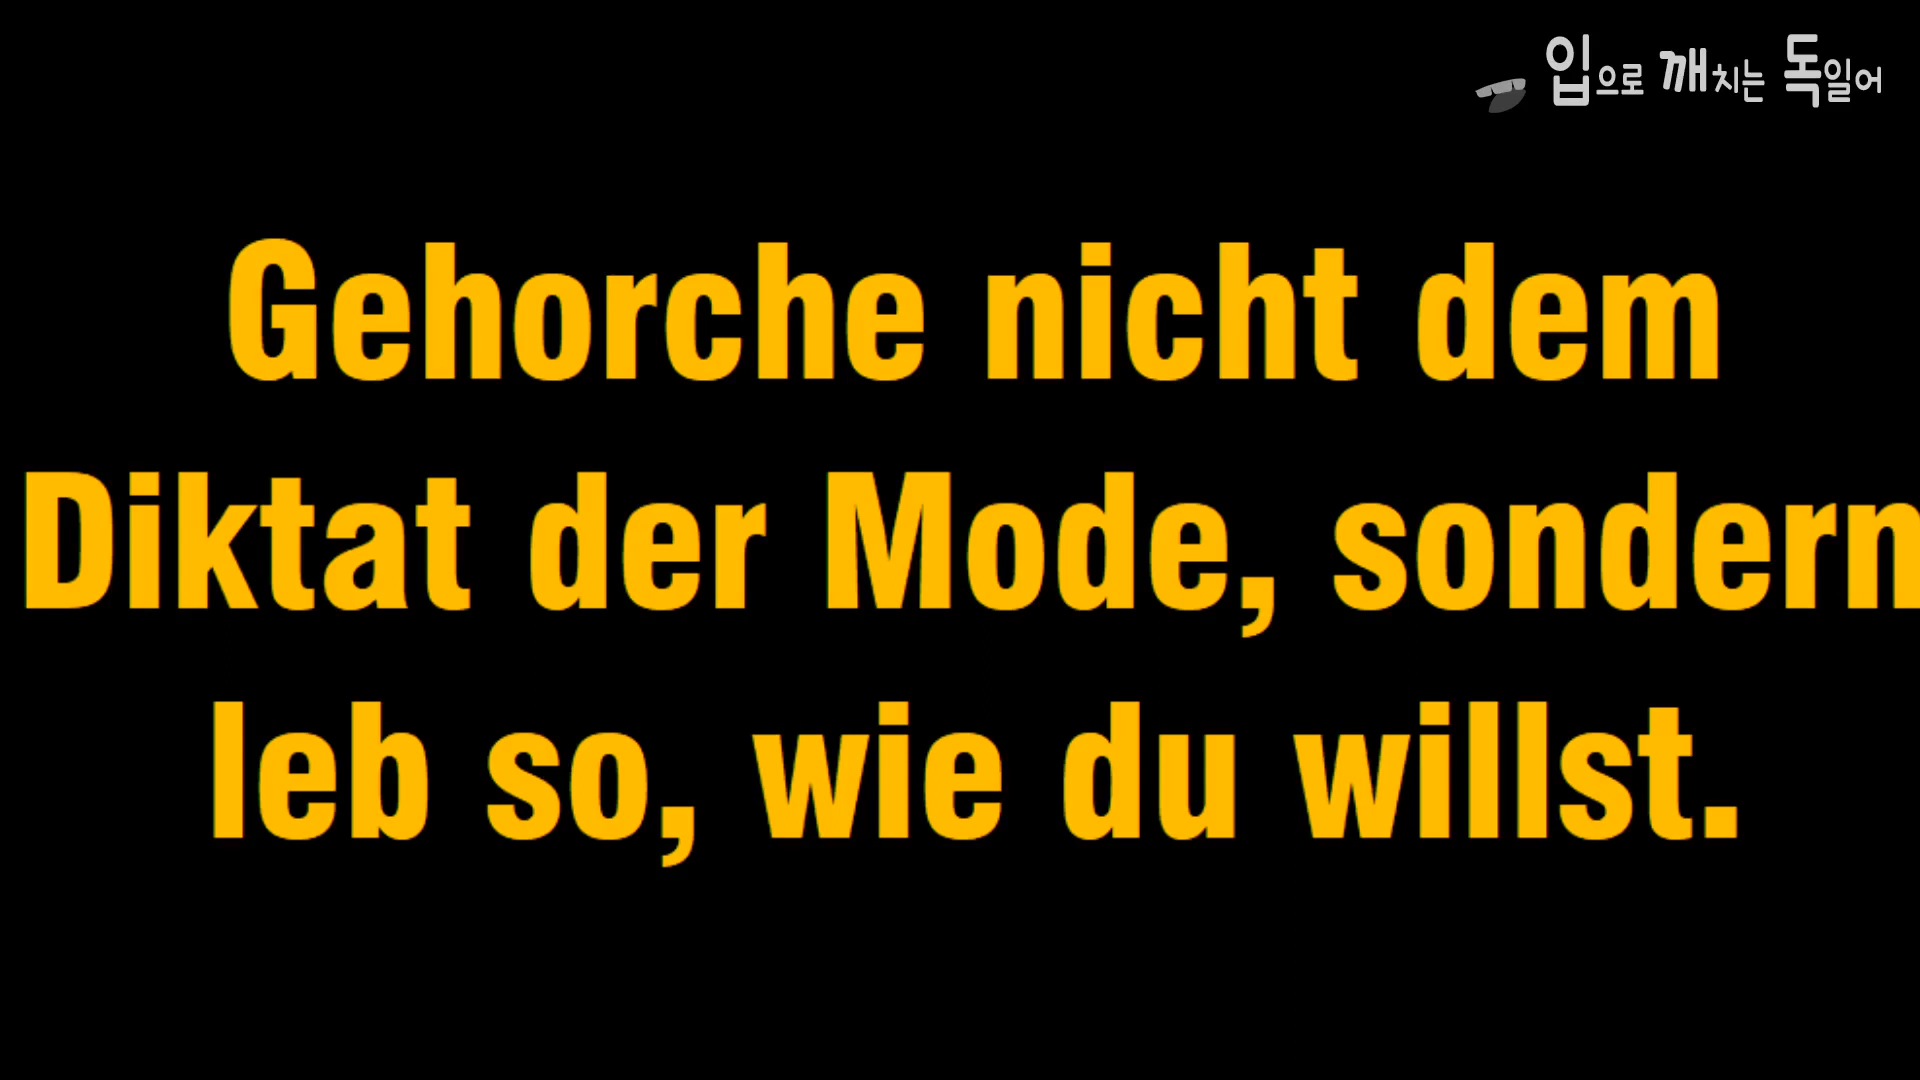 입으로 깨치는 독일어
Gehorche nicht dem
Diktat der Mode, sondern
leb so, wie du willst.